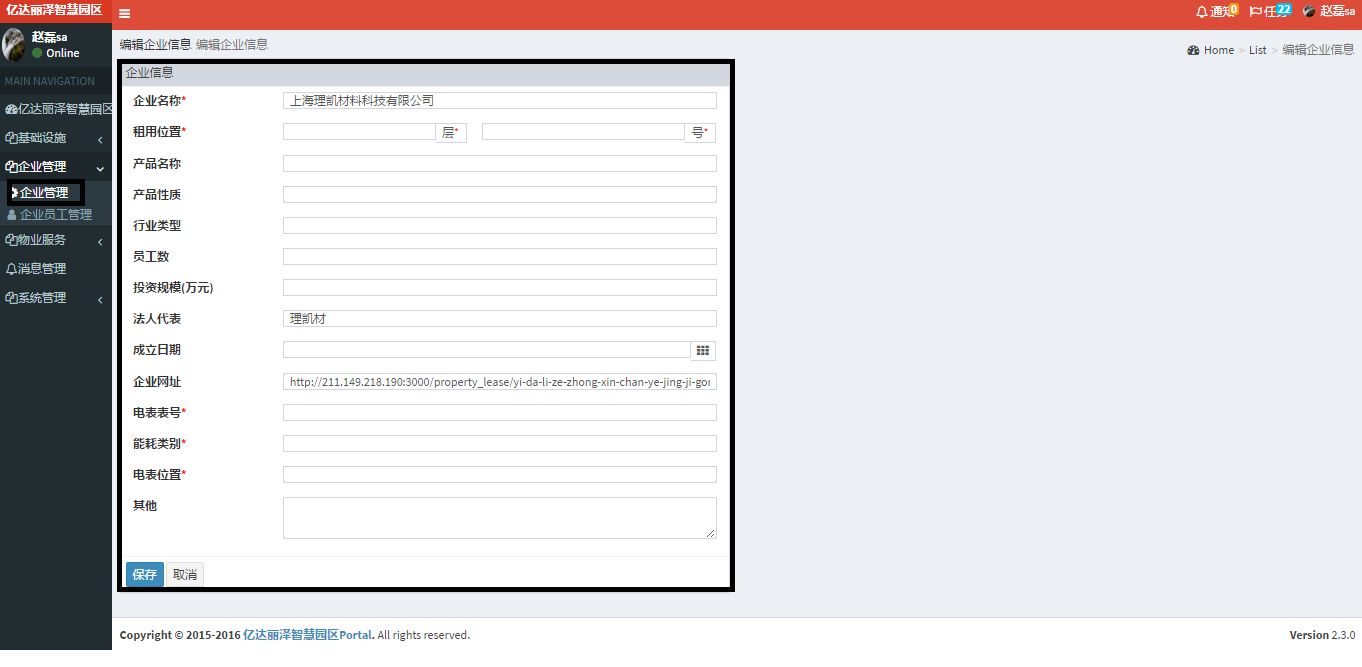 亿达丽泽智慧园区
通知 0 任务 22 赵磊sa
赵磊sa
Online
MAIN NAVIGATION
亿达丽泽智慧园区
基础设施
企业管理
企业管理
企业员工管理
物业服务
消息管理
系统管理
编辑企业信息 编辑企业信息
Home > List > 编辑企业信息
企业信息
企业名称* 上海理凯材料科技有限公司
租用位置* 层* 号*
产品名称
产品性质
行业类型
员工数
投资规模(万元)
法人代表 理凯材
成立日期
企业网址 http://211.149.218.190:3000/property_lease/yi-da-li-ze-zhong-xin-chan-ye-jing-ji-gon
电表表号*
能耗类别*
电表位置*
其他
保存 取消
Copyright © 2015-2016 亿达丽泽智慧园区Portal. All rights reserved.
Version 2.3.0